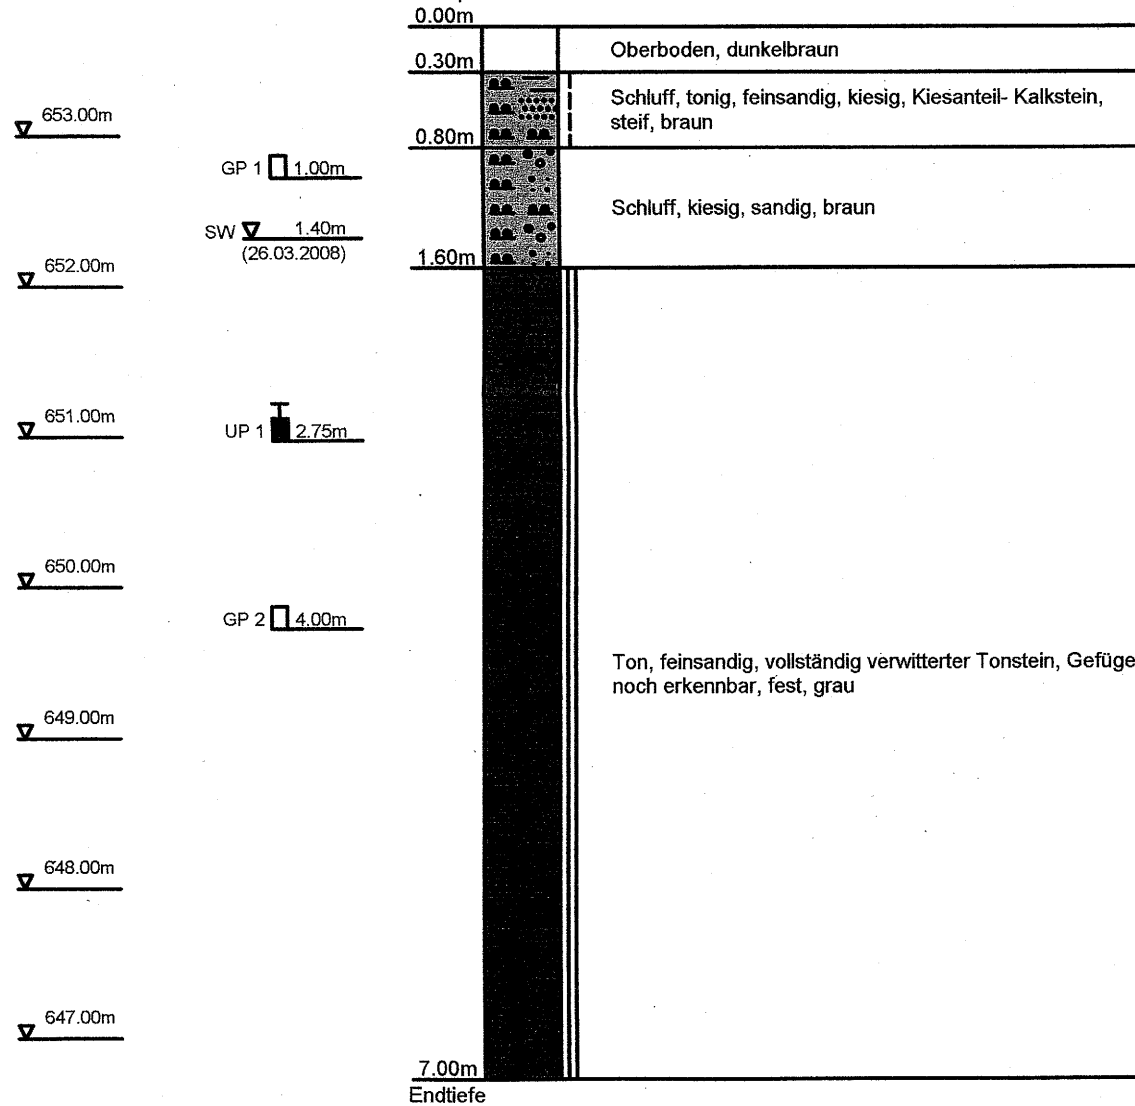 0.00m
Oberboden, dunkelbraun
0.30m
Schluff, tonig, feinsandig, kiesig, Kiesanteil- Kalkstein,
steif, braun
653.00m
0.80m
GP 1 1.00m
Schluff, kiesig, sandig, braun
SW 1.40m
(26.03.2008)
1.60m
652.00m
651.00m
UP 1 2.75m
650.00m
GP 2 4.00m
Ton, feinsandig, vollständig verwitterter Tonstein, Gefüge
noch erkennbar, fest, grau
649.00m
648.00m
647.00m
7.00m
Endtiefe